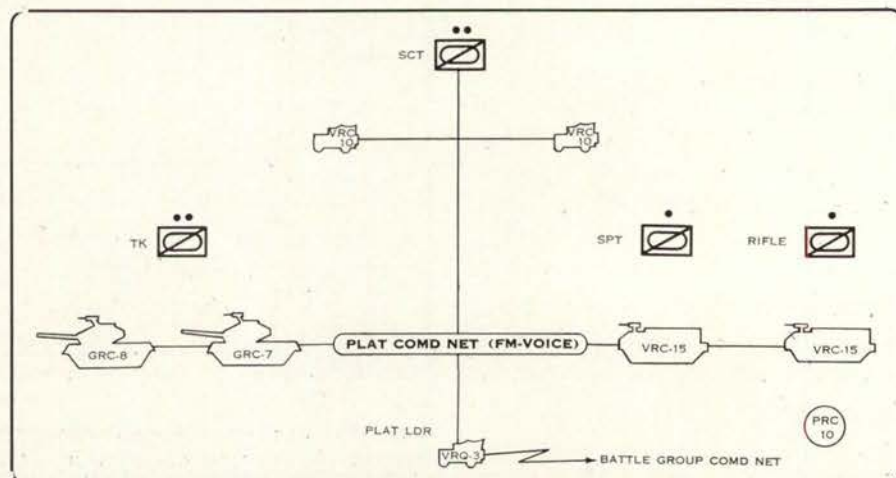 SCT
VRC
10
VRC
10
TK
SPT
RIFLE
GRC-8
GRC-7
PLAT COMD NET (FM-VOICE)
VRC-15
VRC-15
PLAT LDR
PRC
10
VRQ-3
BATTLE GROUP COMD NET